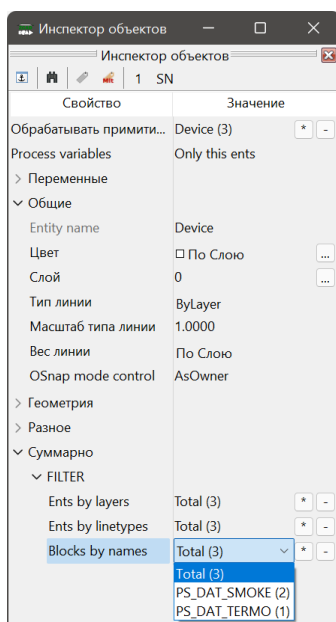 Инспектор объектов
Инспектор объектов
1 SN
Свойство Значение
Обрабатывать примити... Device (3) * -
Process variables Only this ents
Переменные
Общие
Entity name Device
Цвет По Слою ...
Слой 0 ...
Тип линии ByLayer
Масштаб типа линии 1.0000
Вес линии По Слою
OSnap mode control AsOwner
Геометрия
Разное
Суммарно
FILTER
Ents by layers Total (3) * -
Ents by linetypes Total (3) * -
Blocks by names Total (3) * -
Total (3)
PS_DAT_SMOKE (2)
PS_DAT_TERMO (1)